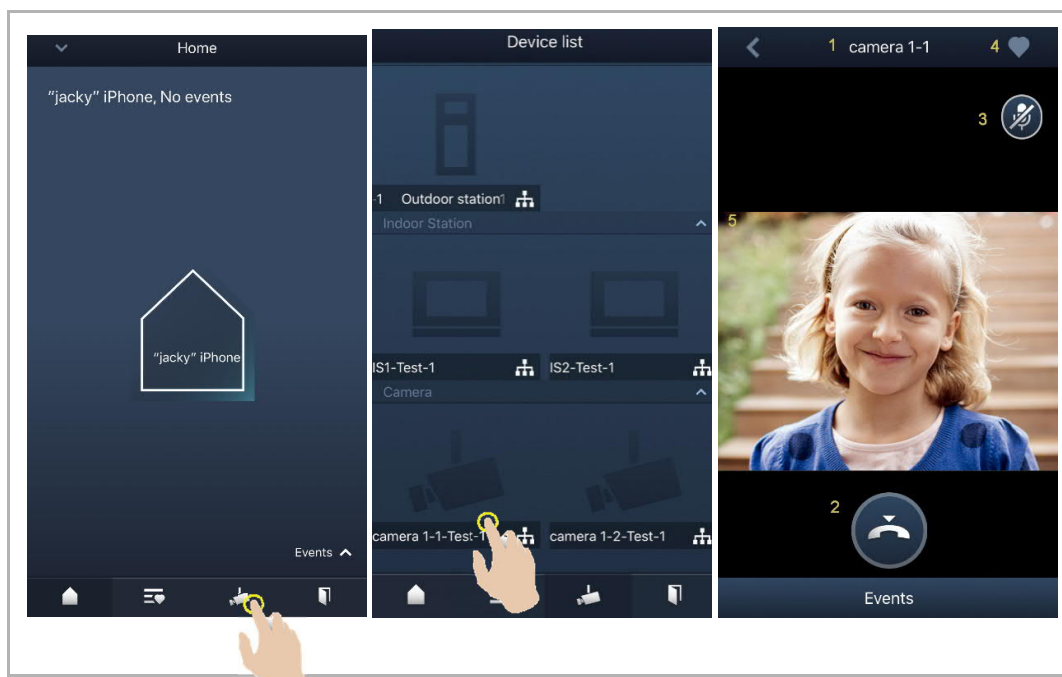 Home
"jacky" iPhone, No events
"jacky" iPhone
Events
Device list
-1 Outdoor station1
Indoor Station
IS1-Test-1
IS2-Test-1
Camera
camera 1-1-Test-1
camera 1-2-Test-1
1 camera 1-1 4
3
5
2
Events